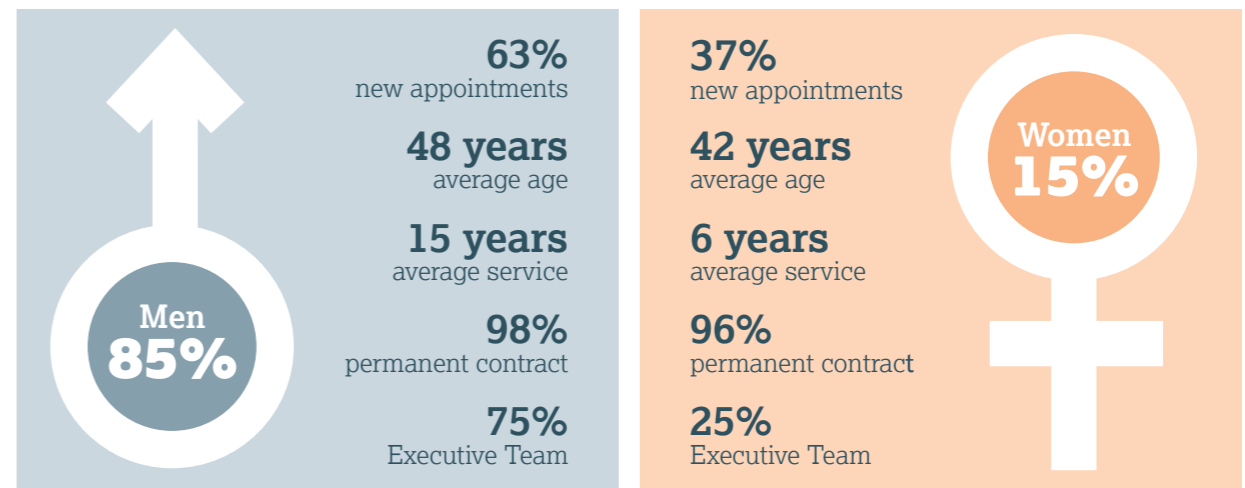 Men
85%
63%
new appointments
48 years
average age
15 years
average service
98%
permanent contract
75%
Executive Team
37%
new appointments
42 years
average age
6 years
average service
96%
permanent contract
25%
Executive Team
Women
15%